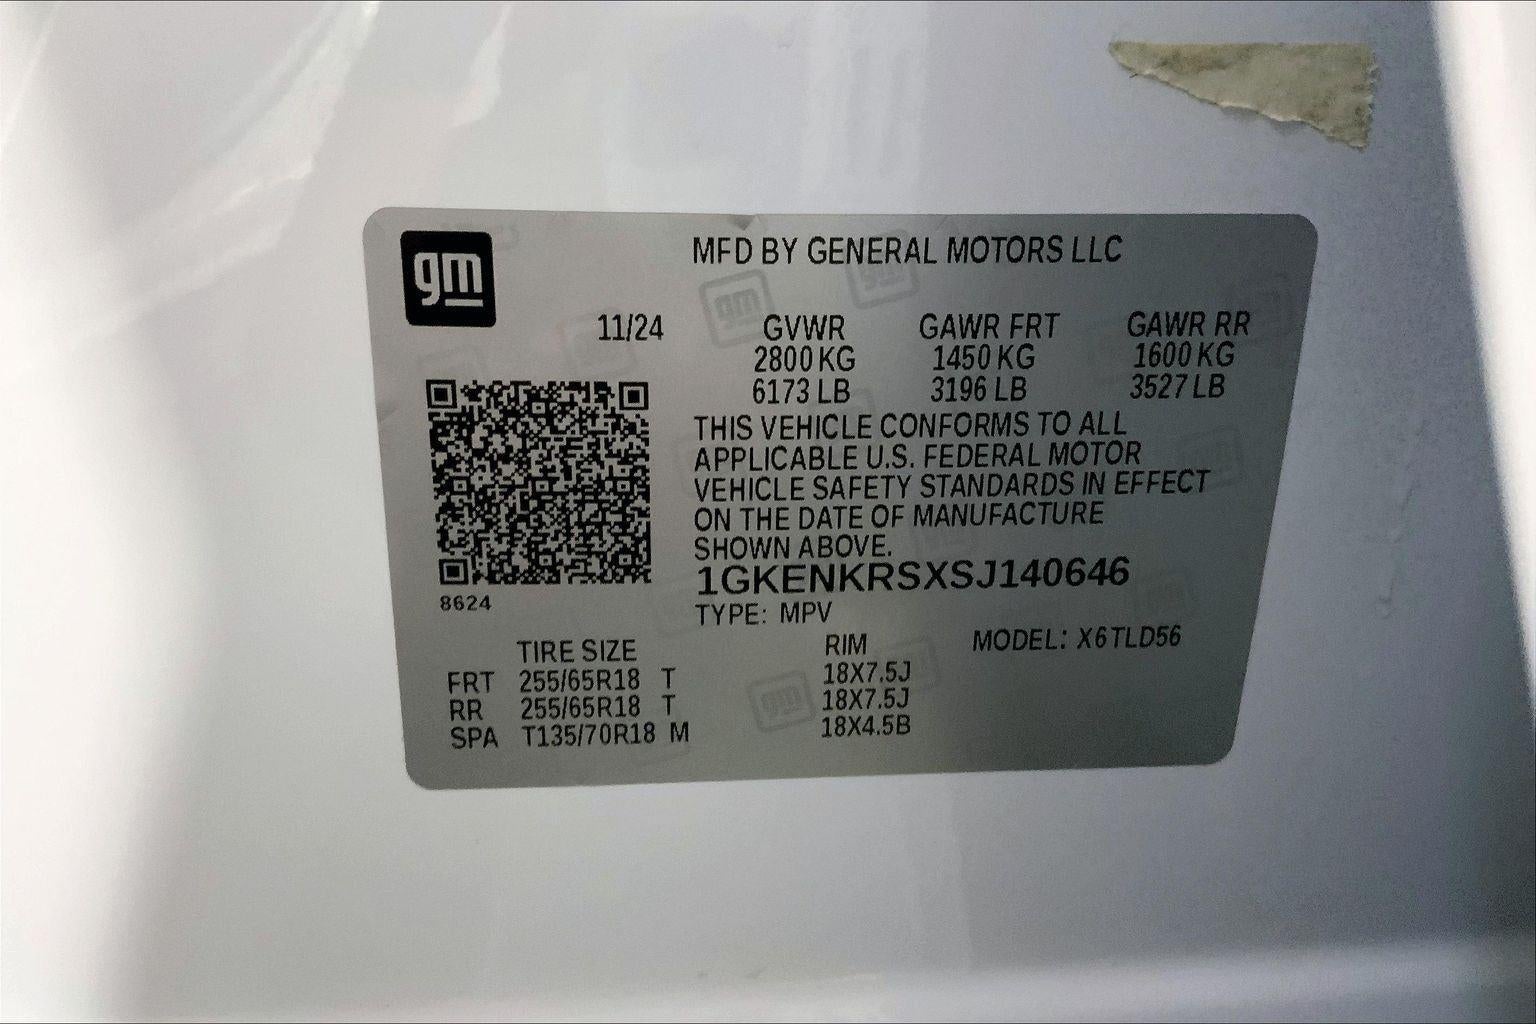 gm
MFD BY GENERAL MOTORS LLC
11/24 GVWR GAWR FRT GAWR RR
2800 KG 1450 KG 1600 KG
6173 LB 3196 LB 3527 LB
THIS VEHICLE CONFORMS TO ALL
APPLICABLE U.S. FEDERAL MOTOR
VEHICLE SAFETY STANDARDS IN EFFECT
ON THE DATE OF MANUFACTURE
SHOWN ABOVE.
1GKENKRSXSJ140646
8624
TYPE: MPV
TIRE SIZE RIM MODEL: X6TLD56
FRT 255/65R18 T 18X7.5J
RR 255/65R18 T 18X7.5J
SPA T135/70R18 M 18X4.5B